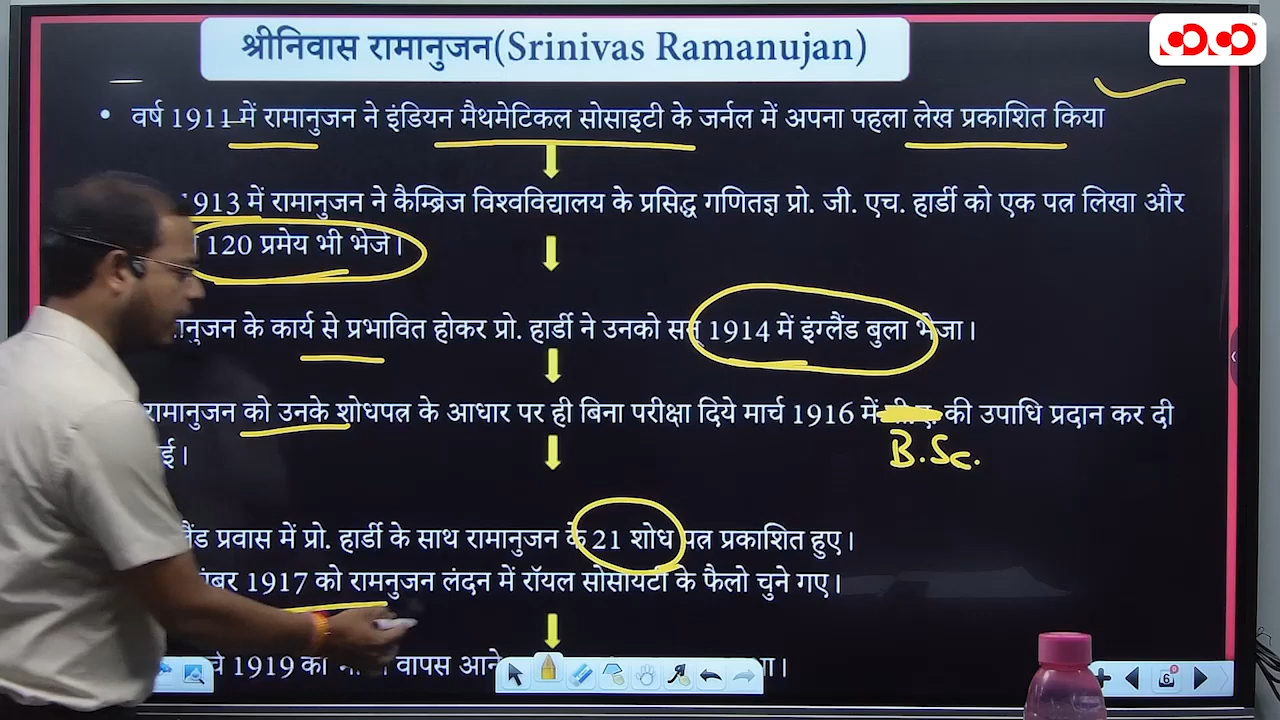 श्रीनिवास रामानुजन(Srinivas Ramanujan)
• वर्ष 1911 में रामानुजन ने इंडियन मैथमेटिकल सोसाइटी के जर्नल में अपना पहला लेख प्रकाशित किया
1913 में रामानुजन ने कैम्ब्रिज विश्वविद्यालय के प्रसिद्ध गणितज्ञ प्रो. जी. एच. हार्डी को एक पत्र लिखा और
120 प्रमेय भी भेजे।
के कार्य से प्रभावित होकर प्रो. हार्डी ने उनको सन् 1914 में इंग्लैंड बुला भेजा।
रामानुजन को उनके शोधपत्र के आधार पर ही बिना परीक्षा दिये मार्च 1916 में की उपाधि प्रदान कर दी
B.Sc.
प्रवास में प्रो. हार्डी के साथ रामानुजन के 21 शोध पत्र प्रकाशित हुए।
1917 को रामनुजन लंदन में रॉयल सोसायटी के फैलो चुने गए।
1919 को वापस आने